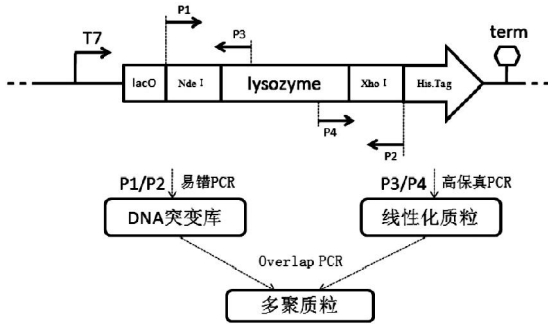 P1
T7
P3
term
lacO
Nde I
lysozyme
Xho I
His.Tag
P4
P2
P1/P2
易错PCR
P3/P4
高保真PCR
DNA突变库
线性化质粒
Overlap PCR
多聚质粒